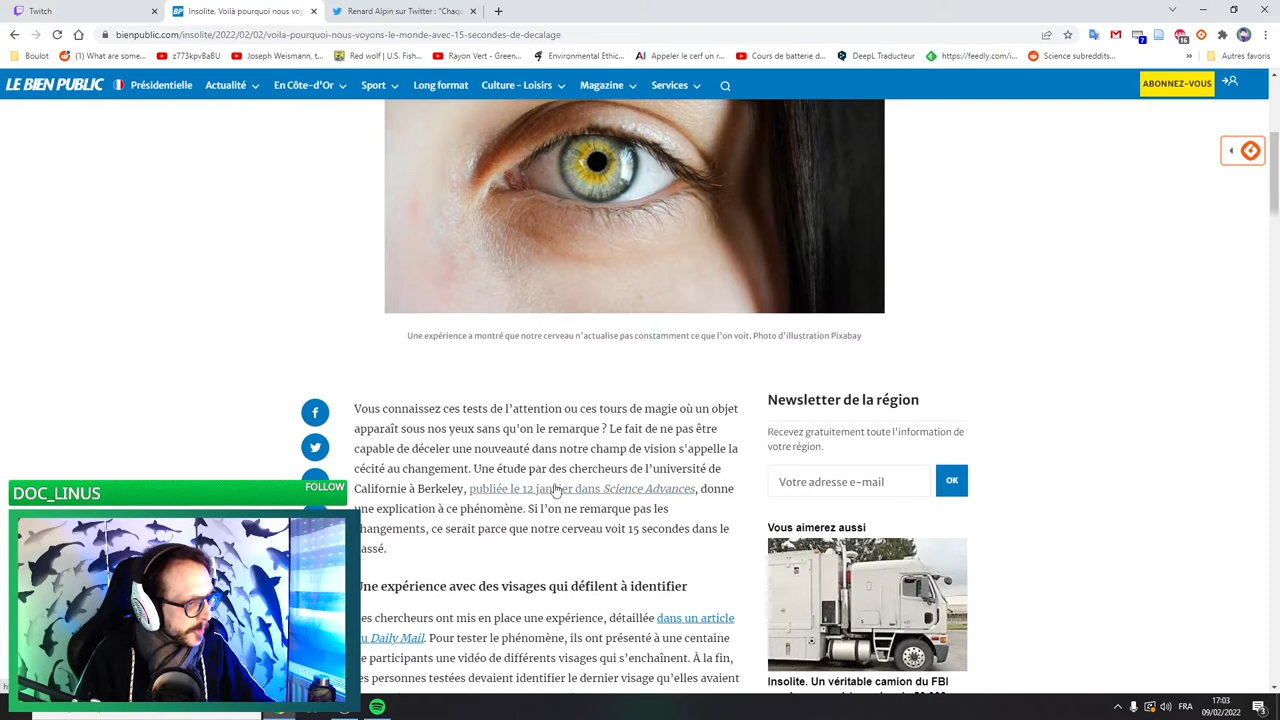 Twitch
Insolite. Voilà pourquoi nous voy
Renard Alpin sur Twitter : "Chaq
bienpublic.com/insolite/2022/02/02/voila-pourquoi-nous-voyons-le-monde-avec-15-secondes-de-decalage
Boulot
(1) What are some...
z773kpvBaBU
Joseph Weismann, t...
Red wolf | U.S. Fish...
Rayon Vert - Green...
Environmental Ethic...
Appeler le cerf un r...
Cours de batterie d...
DeepL Traducteur
https://feedly.com/i...
Science subreddits...
»
Autres favoris
LE BIEN PUBLIC
Présidentielle
Actualité
En Côte-d'Or
Sport
Long format
Culture - Loisirs
Magazine
Services
ABONNEZ-VOUS
Une expérience a montré que notre cerveau n'actualise pas constamment ce que l'on voit. Photo d'illustration Pixabay
Vous connaissez ces tests de l'attention ou ces tours de magie où un objet
apparaît sous nos yeux sans qu'on le remarque ? Le fait de ne pas être
capable de déceler une nouveauté dans notre champ de vision s'appelle la
cécité au changement. Une étude par des chercheurs de l'université de
Californie à Berkeley, publiée le 12 janvier dans Science Advances, donne
une explication à ce phénomène. Si l'on ne remarque pas les
changements, ce serait parce que notre cerveau voit 15 secondes dans le
passé.
Une expérience avec des visages qui défilent à identifier
Les chercheurs ont mis en place une expérience, détaillée dans un article
du Daily Mail. Pour tester le phénomène, ils ont présenté à une centaine
de participants une vidéo de différents visages qui s'enchaînent. À la fin,
les personnes testées devaient identifier le dernier visage qu'elles avaient
Newsletter de la région
Recevez gratuitement toute l'information de
votre région.
Votre adresse e-mail
OK
Vous aimerez aussi
Insolite. Un véritable camion du FBI
DOC_LINUS
FOLLOW
FRA
17:03
09/02/2022